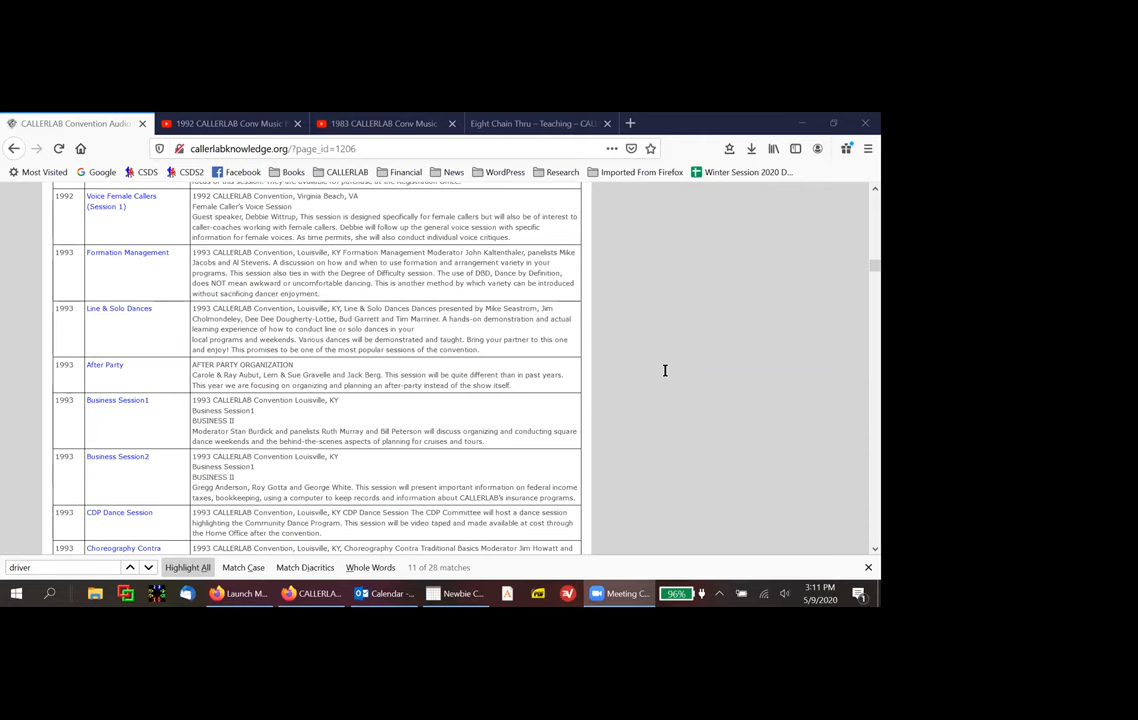 CALLERLAB Convention Audio
1992 CALLERLAB Conv Music E
1983 CALLERLAB Conv Music
Eight Chain Thru – Teaching – CALL
callerlabknowledge.org/?page_id=1206
Most Visited
Google
CSDS
CSDS2
Facebook
Books
CALLERLAB
Financial
News
WordPress
Research
Imported From Firefox
Winter Session 2020 D...
1992
Voice Female Callers
(Session 1)
1992 CALLERLAB Convention, Virginia Beach, VA
Female Caller's Voice Session
Guest speaker, Debbie Wittrup, This session is designed specifically for female callers but will also be of interest to
caller-coaches working with female callers. Debbie will follow up the general voice session with specific
information for female voices. As time permits, she will also conduct individual voice critiques.
1993
Formation Management
1993 CALLERLAB Convention, Louisville, KY Formation Management Moderator John Kaltenthaler, panelists Mike
Jacobs and Al Stevens. A discussion on how and when to use formation and arrangement variety in your
programs. This session also ties in with the Degree of Difficulty session. The use of DBD, Dance by Definition,
does NOT mean awkward or uncomfortable dancing. This is another method by which variety can be introduced
without sacrificing dancer enjoyment.
1993
Line & Solo Dances
1993 CALLERLAB Convention, Louisville, KY, Line & Solo Dances Dances presented by Mike Seastrom, Jim
Cholmondeley, Dee Dee Dougherty-Lottie, Bud Garrett and Tim Marriner. A hands-on demonstration and actual
learning experience of how to conduct line or solo dances in your
local programs and weekends. Various dances will be demonstrated and taught. Bring your partner to this one
and enjoy! This promises to be one of the most popular sessions of the convention.
1993
After Party
AFTER PARTY ORGANIZATION
Carole & Ray Aubut, Lem & Sue Gravelle and Jack Berg. This session will be quite different than in past years.
This year we are focusing on organizing and planning an after-party instead of the show itself.
1993
Business Session1
1993 CALLERLAB Convention Louisville, KY
Business Session1
BUSINESS II
Moderator Stan Burdick and panelists Ruth Murray and Bill Peterson will discuss organizing and conducting square
dance weekends and the behind-the-scenes aspects of planning for cruises and tours.
1993
Business Session2
1993 CALLERLAB Convention Louisville, KY
Business Session1
BUSINESS II
Gregg Anderson, Roy Gotta and George White. This session will present important information on federal income
taxes, bookkeeping, using a computer to keep records and information about CALLERLAB's insurance programs.
1993
CDP Dance Session
1993 CALLERLAB Convention, Louisville, KY CDP Dance Session The CDP Committee will host a dance session
highlighting the Community Dance Program. This session will be video taped and made available at cost through
the Home Office after the convention.
1993
Choreography Contra
1993 CALLERLAB Convention, Louisville, KY, Choreography Contra Traditional Basics Moderator Jim Howatt and
driver
Highlight All
Match Case
Match Diacritics
Whole Words
11 of 28 matches
Launch M...
CALLERLA...
Calendar -...
Newbie C...
Meeting C...
96%
3:11 PM
5/9/2020